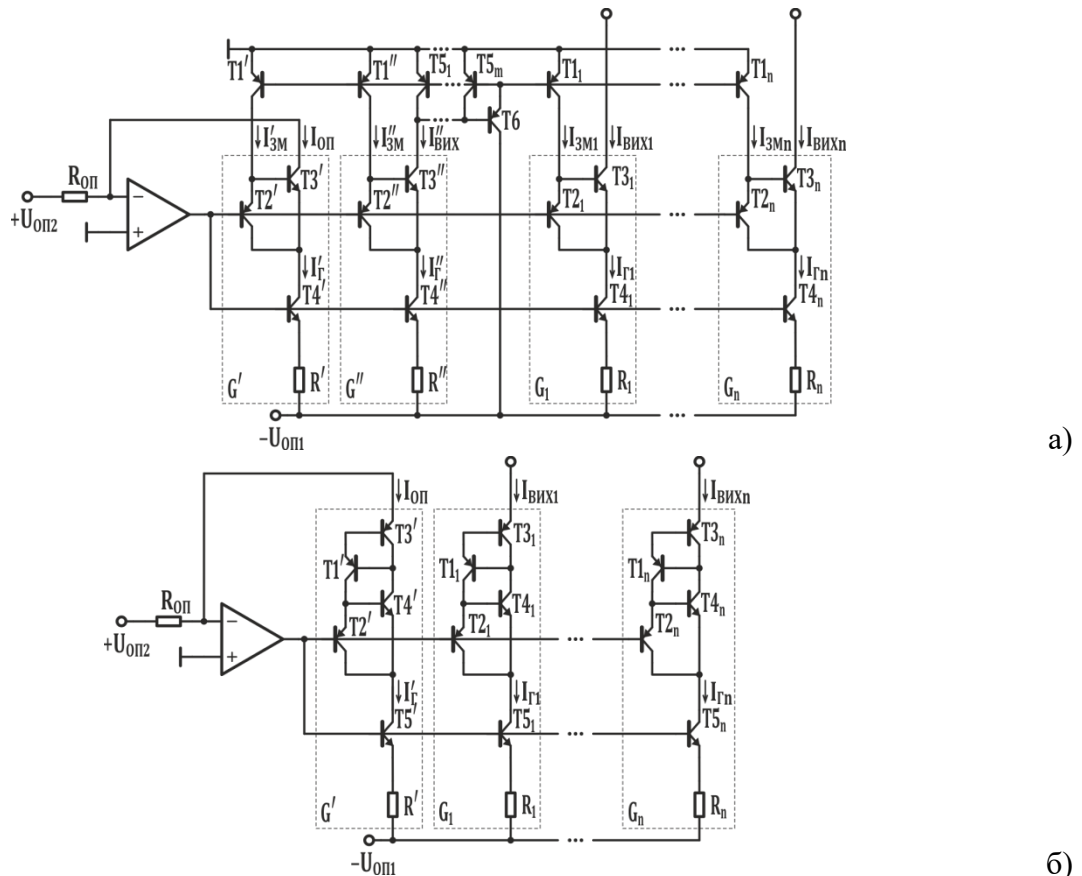 T1′ T1″ T5₁ T5ₘ T1₁ T1ₙ
T6
I′ЗМ IОП I″ЗМ I″ВИХ IЗМ1 IВИХ1 IЗМn IВИХn
RОП
+UОП2
− +
T3′ T3″ T3₁ T3ₙ
T2′ T2″ T2₁ T2ₙ
I′Г I″Г IГ1 IГn
T4′ T4″ T4₁ T4ₙ
R′ R″ R₁ Rₙ
G′ G″ G₁ Gₙ
−UОП1
а)
IОП IВИХ1 IВИХn
T3′ T3₁ T3ₙ
T1′ T1₁ T1ₙ
T4′ T4₁ T4ₙ
RОП
+UОП2
− +
T2′ T2₁ T2ₙ
I′Г IГ1 IГn
T5′ T5₁ T5ₙ
R′ R₁ Rₙ
G′ G₁ Gₙ
−UОП1
б)